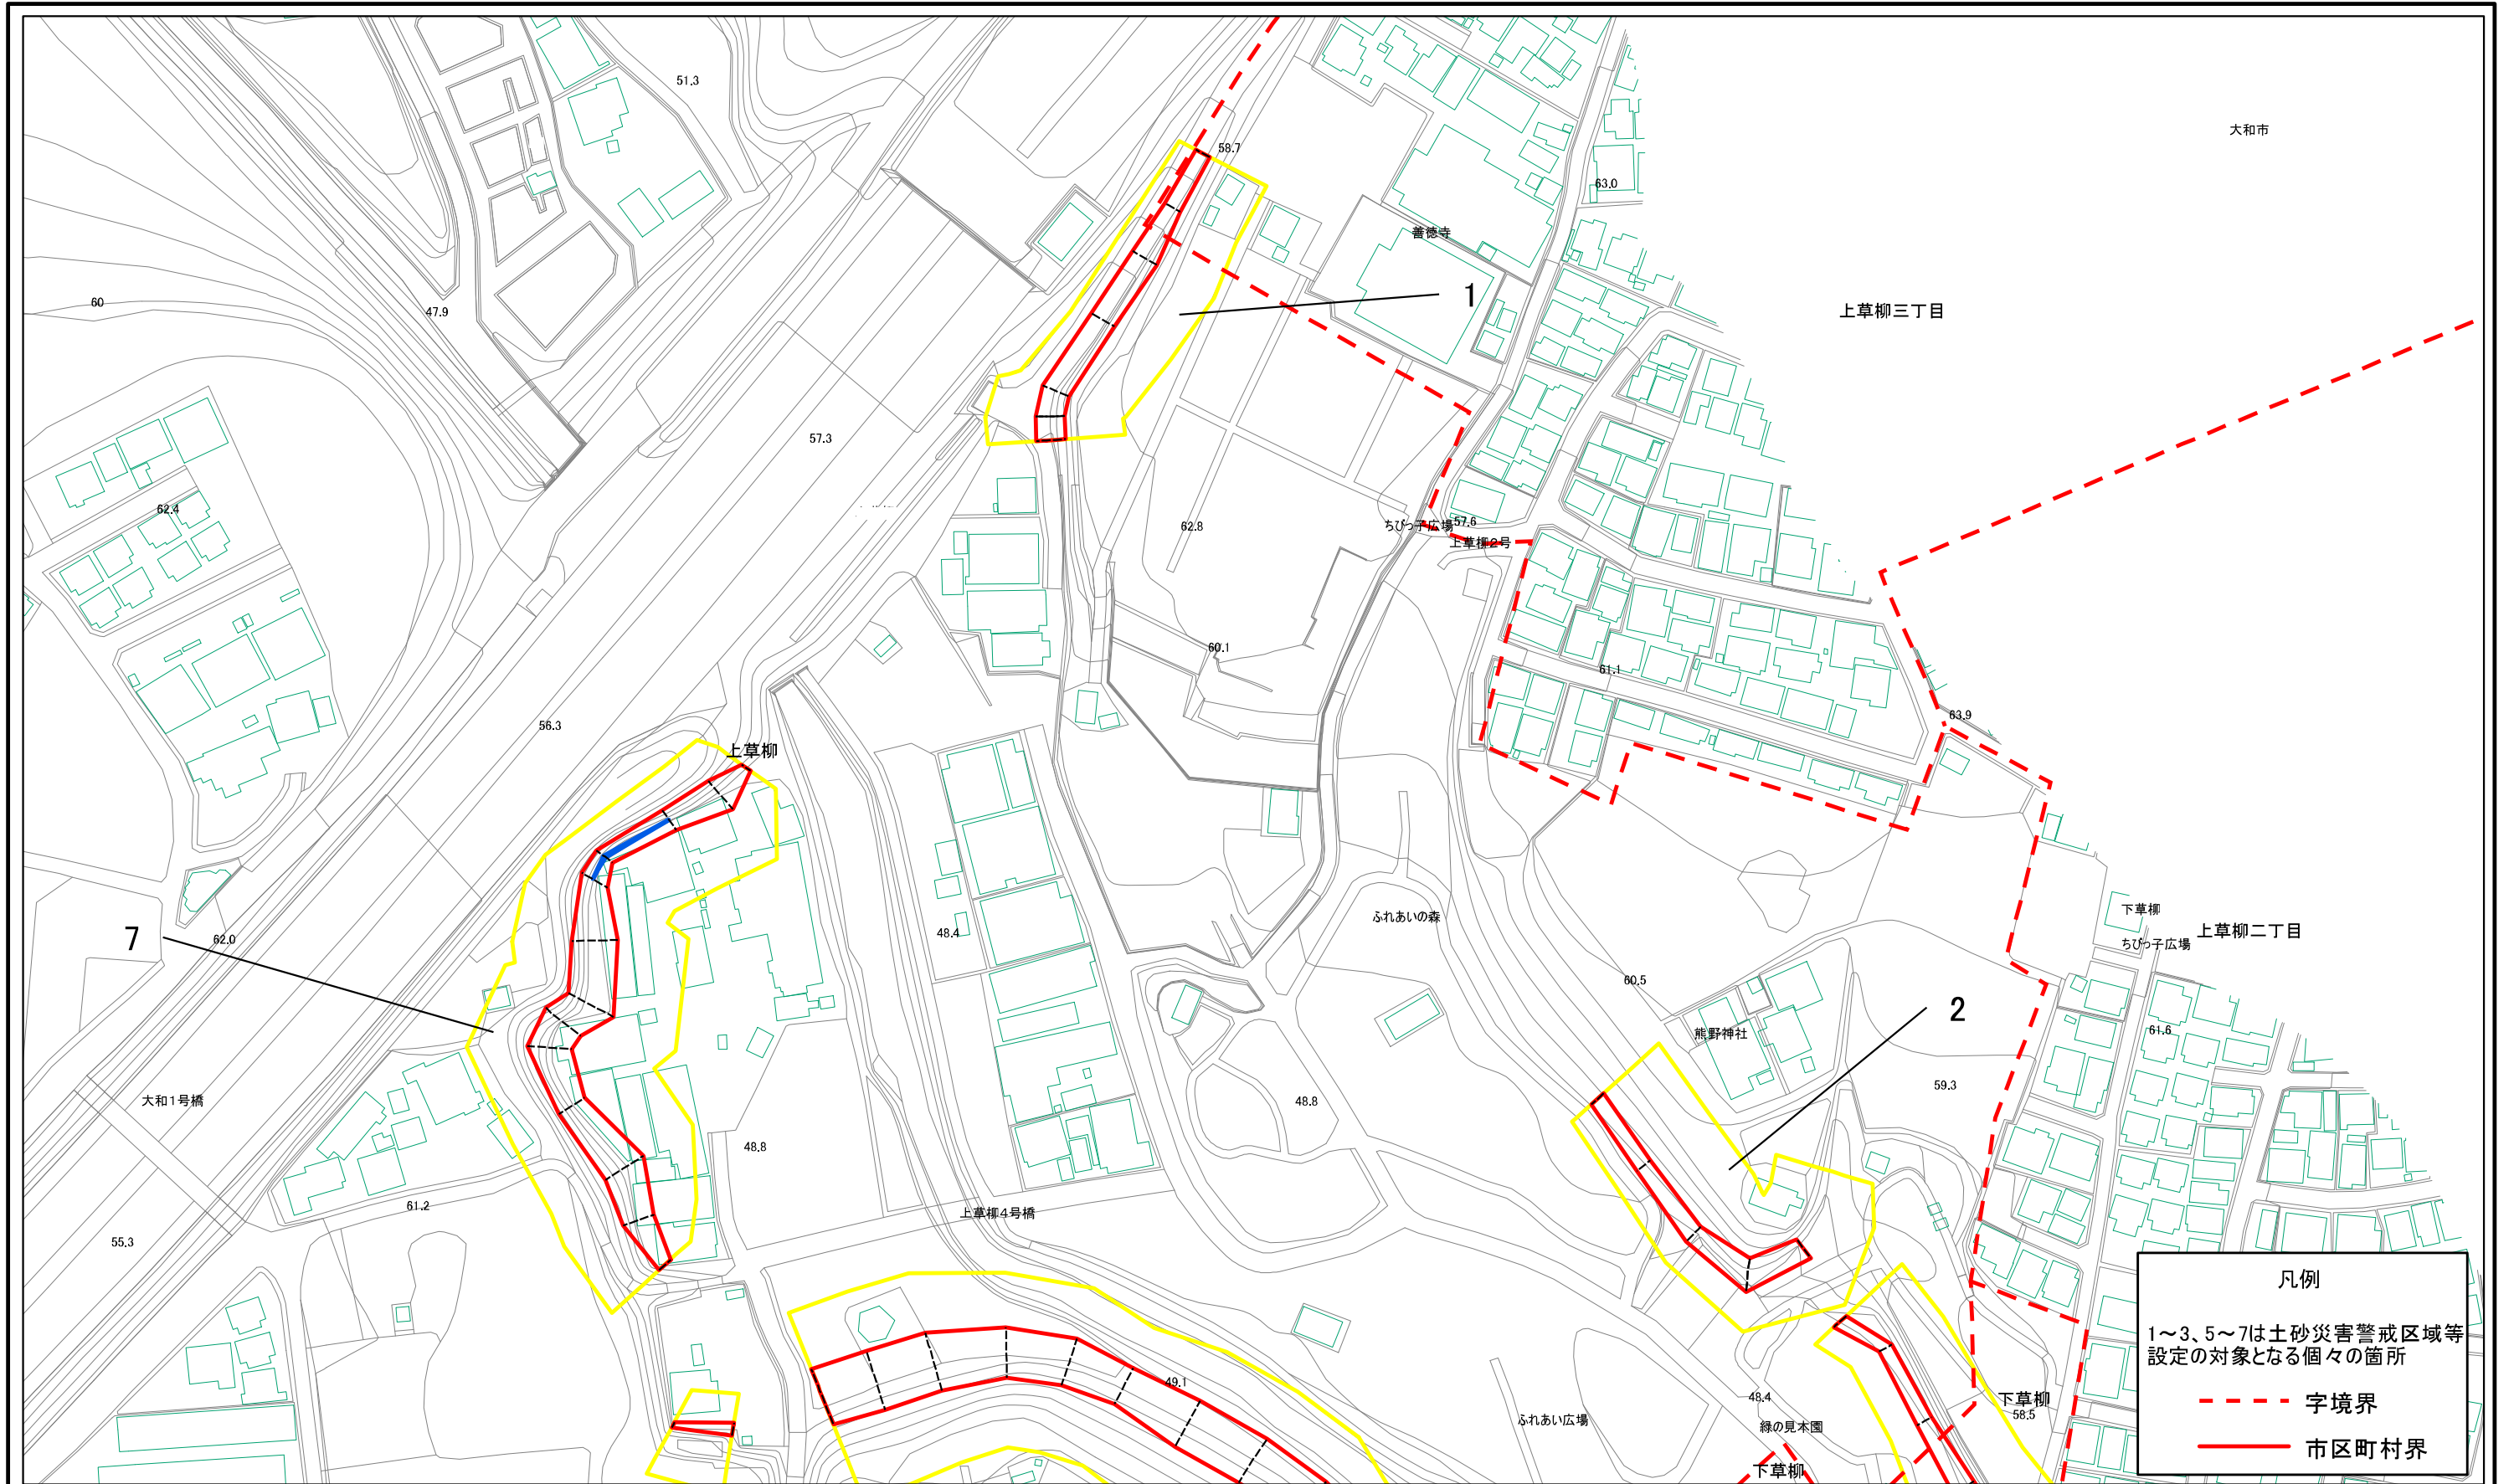 51.3
58.7
大和市
63.0
善徳寺
1
上草柳三丁目
60
47.9
57.3
62.4
62.8
ちびっ子広場
57.6
上草柳2号
60.1
61.1
56.3
上草柳
63.9
7
62.0
48.4
ふれあいの森
下草柳
ちびっ子広場
上草柳二丁目
60.5
2
熊野神社
61.6
59.3
大和1号橋
48.8
48.8
61.2
上草柳4号橋
55.3
49.1
48.4
ふれあい広場
緑の見本園
下草柳
58.5
下草柳
凡例
1～3、5～7は土砂災害警戒区域等
設定の対象となる個々の箇所
字境界
市区町村界